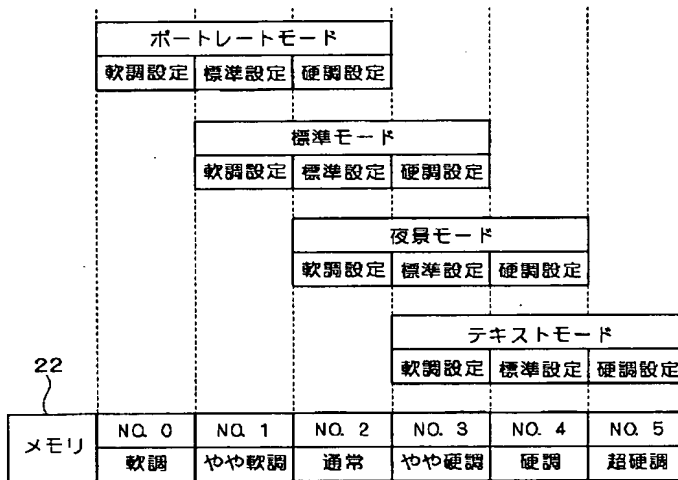 ポートレートモード
軟調設定 標準設定 硬調設定
標準モード
軟調設定 標準設定 硬調設定
夜景モード
軟調設定 標準設定 硬調設定
テキストモード
軟調設定 標準設定 硬調設定
22
メモリ NO. 0 NO. 1 NO. 2 NO. 3 NO. 4 NO. 5
軟調 やや軟調 通常 やや硬調 硬調 超硬調